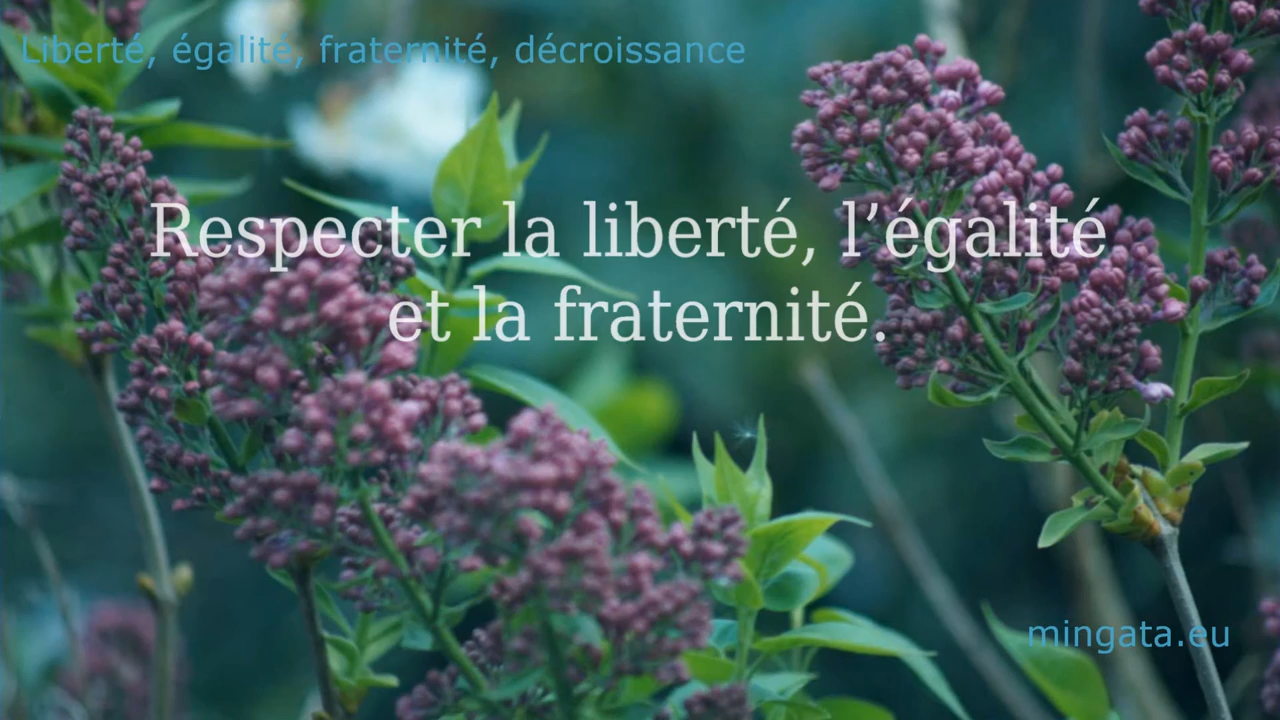 Liberté, égalité, fraternité, décroissance
Respecter la liberté, l’égalité
et la fraternité.
mingata.eu